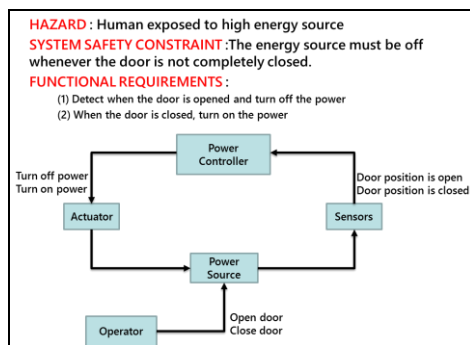 HAZARD : Human exposed to high energy source
SYSTEM SAFETY CONSTRAINT :The energy source must be off
whenever the door is not completely closed.
FUNCTIONAL REQUIREMENTS :
(1) Detect when the door is opened and turn off the power
(2) When the door is closed, turn on the power
Power
Controller
Turn off power
Turn on power
Door position is open
Door position is closed
Actuator
Sensors
Power
Source
Open door
Close door
Operator